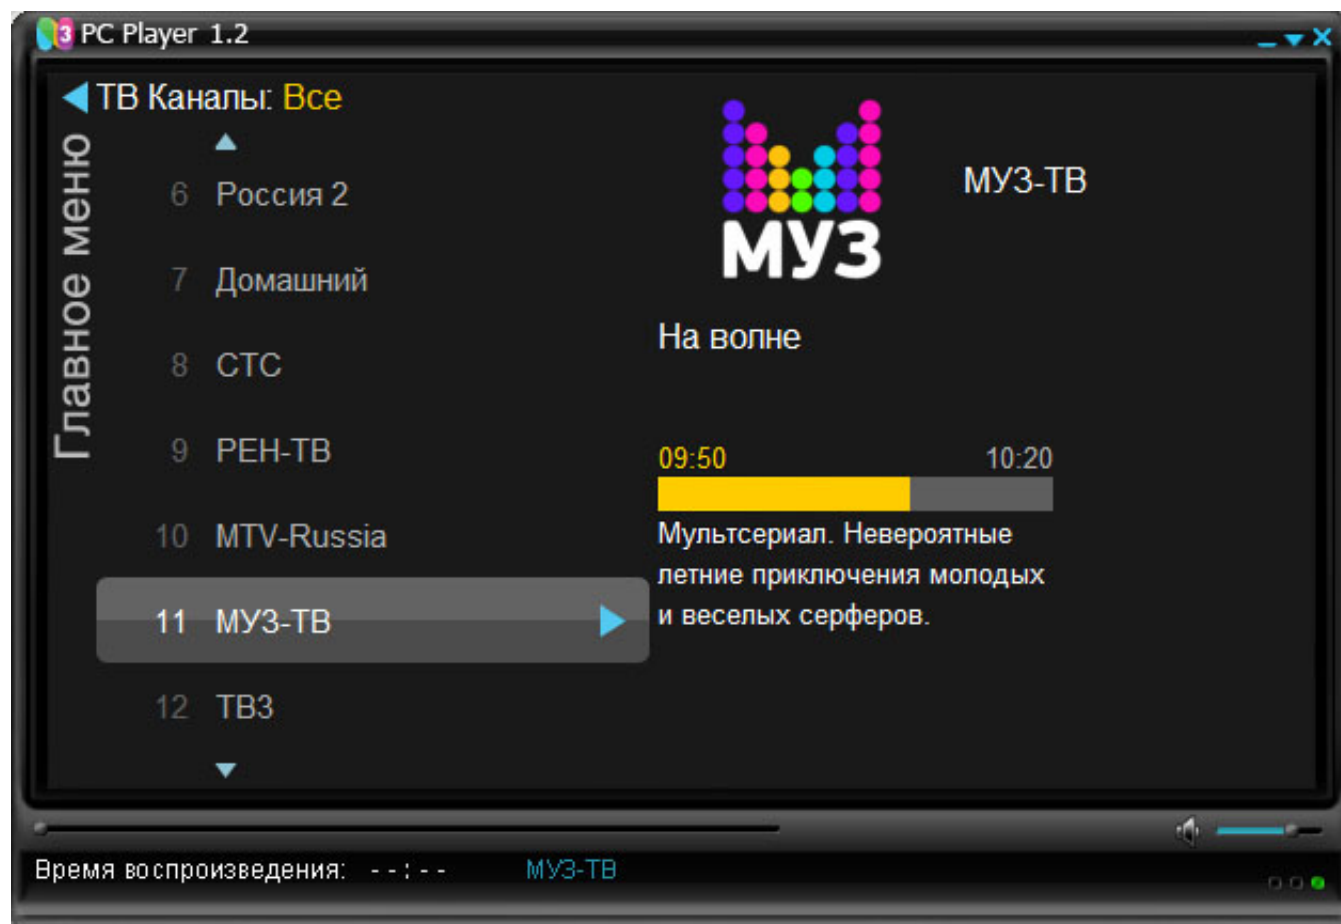 3 PC Player 1.2
ТВ Каналы: Все
Главное меню
6 Россия 2
7 Домашний
8 СТС
9 РЕН-ТВ
10 MTV-Russia
11 МУЗ-ТВ
12 ТВ3
МУЗ
МУЗ-ТВ
На волне
09:50 10:20
Мультсериал. Невероятные
летние приключения молодых
и веселых серферов.
Время воспроизведения: --:-- МУЗ-ТВ